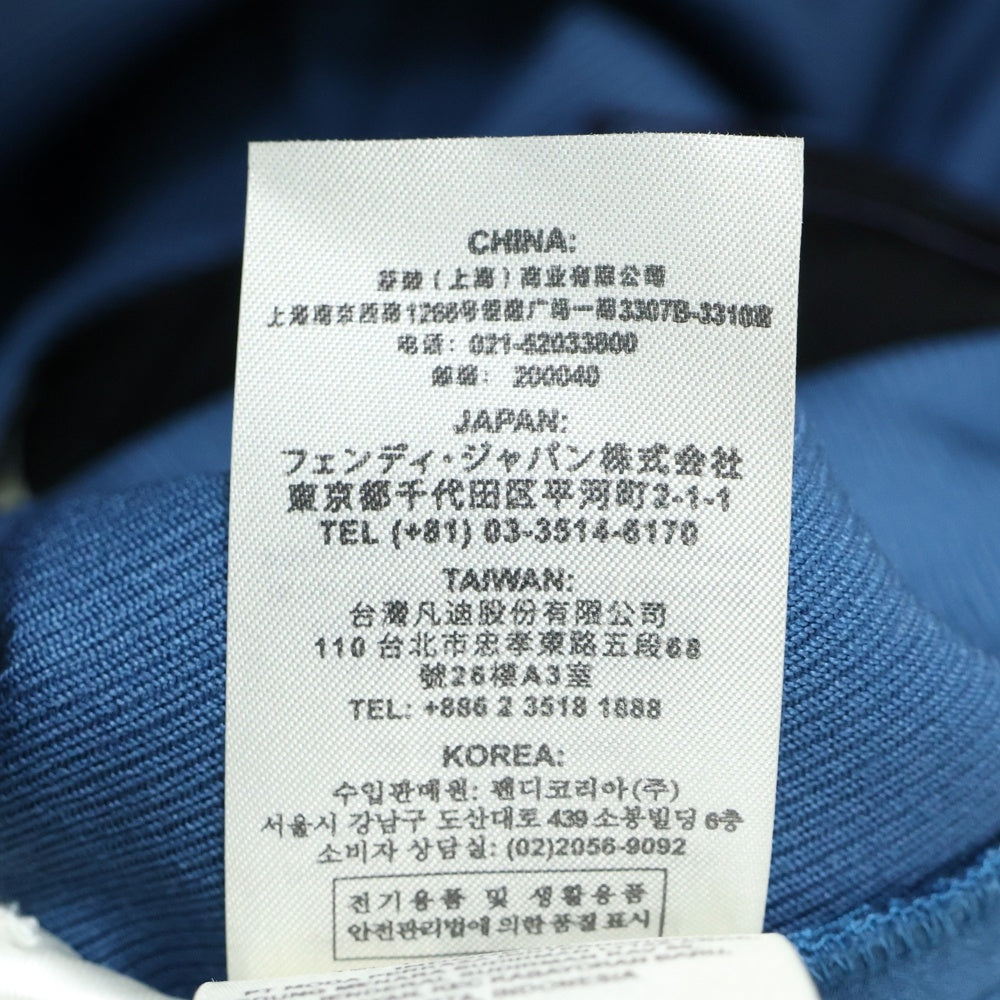 CHINA:
芬迪（上海）商业有限公司
上海南京西路1266号恒隆广场一期3307B-3310室
电话：021-62033800
邮编：200040
JAPAN:
フェンディ・ジャパン株式会社
東京都千代田区平河町2-1-1
TEL (+81) 03-3514-6170
TAIWAN:
台灣凡迪股份有限公司
110 台北市忠孝東路五段68
號26樓A3室
TEL: +886 2 3518 1888
KOREA:
수입판매원: 팬디코리아(주)
서울시 강남구 도산대로 439 소봉빌딩 6층
소비자 상담실: (02)2056-9092
전기용품 및 생활용품
안전관리법에 의한 품질표시